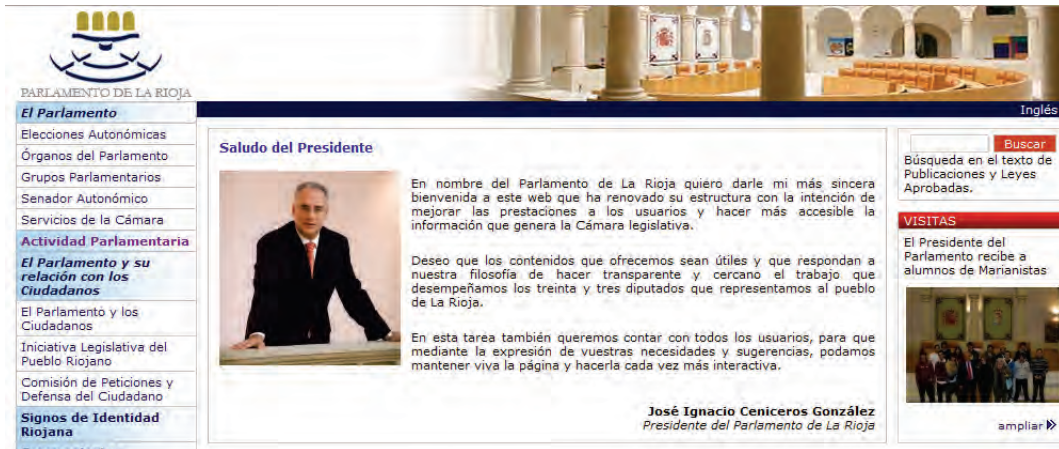 PARLAMENTO DE LA RIOJA
El Parlamento
Elecciones Autonómicas
Órganos del Parlamento
Grupos Parlamentarios
Senador Autonómico
Servicios de la Cámara
Actividad Parlamentaria
El Parlamento y su
relación con los
Ciudadanos
El Parlamento y los
Ciudadanos
Iniciativa Legislativa del
Pueblo Riojano
Comisión de Peticiones y
Defensa del Ciudadano
Signos de Identidad
Riojana
Inglés
Saludo del Presidente
En nombre del Parlamento de La Rioja quiero darle mi más sincera
bienvenida a este web que ha renovado su estructura con la intención de
mejorar las prestaciones a los usuarios y hacer más accesible la
información que genera la Cámara legislativa.
Deseo que los contenidos que ofrecemos sean útiles y que respondan a
nuestra filosofía de hacer transparente y cercano el trabajo que
desempeñamos los treinta y tres diputados que representamos al pueblo
de La Rioja.
En esta tarea también queremos contar con todos los usuarios, para que
mediante la expresión de vuestras necesidades y sugerencias, podamos
mantener viva la página y hacerla cada vez más interactiva.
José Ignacio Ceniceros González
Presidente del Parlamento de La Rioja
Buscar
Búsqueda en el texto de
Publicaciones y Leyes
Aprobadas.
VISITAS
El Presidente del
Parlamento recibe a
alumnos de Marianistas
ampliar